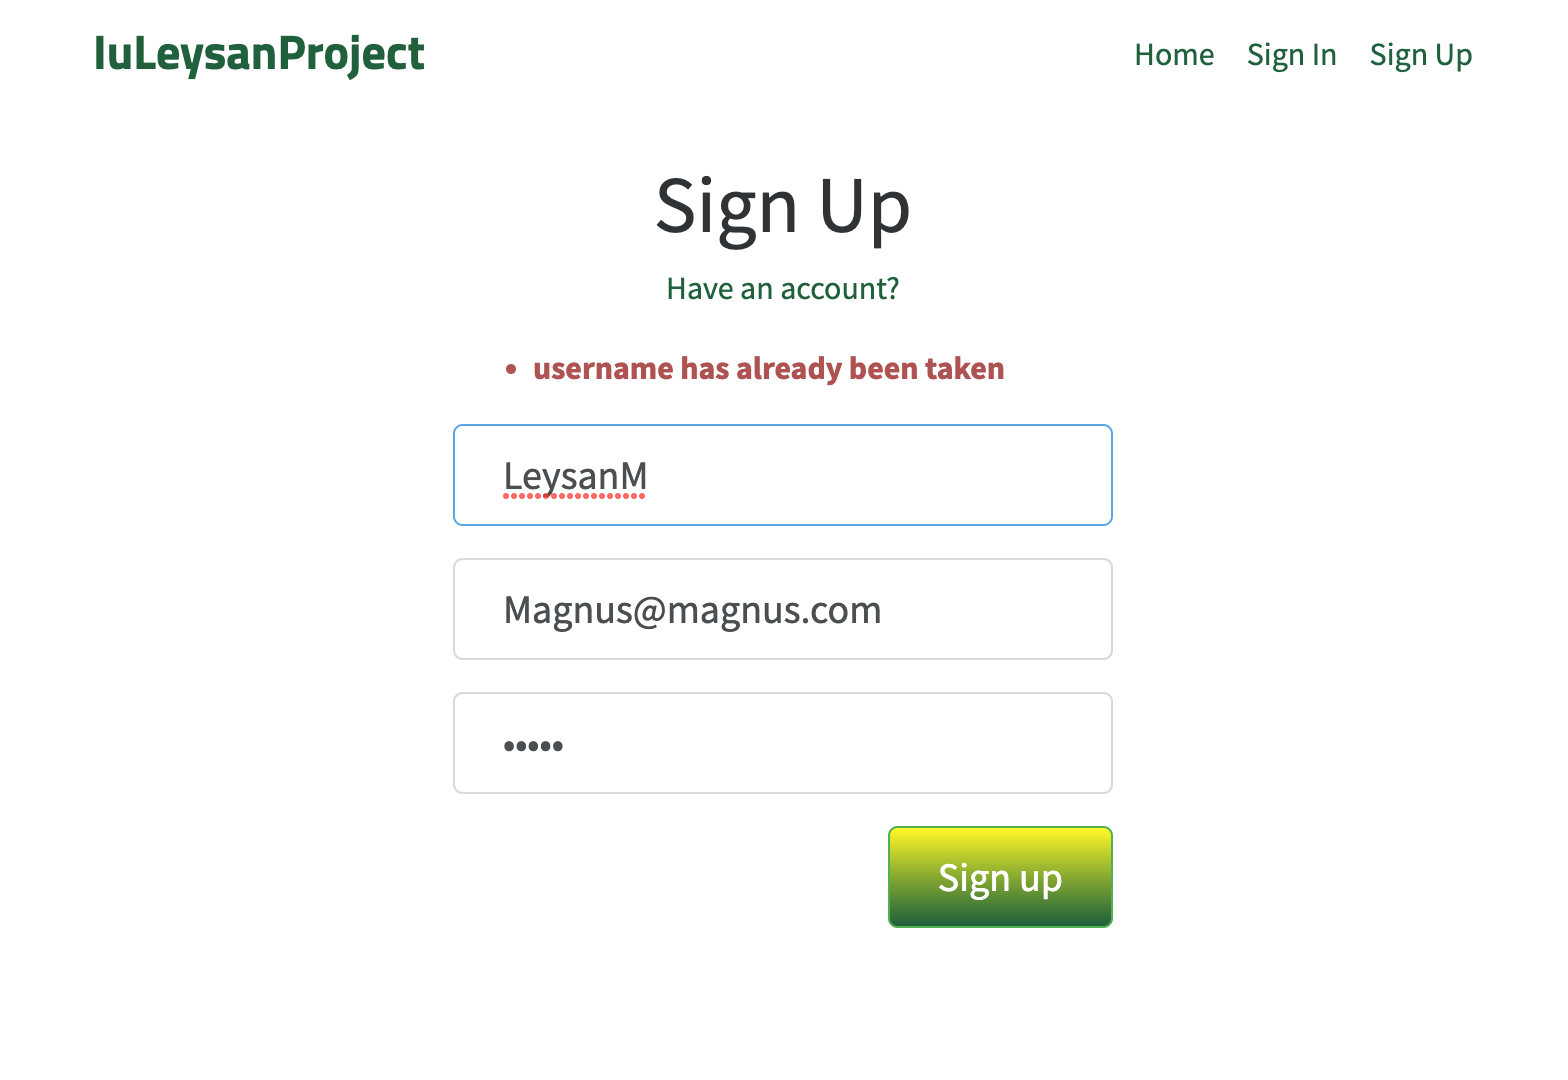 IuLeysanProject
Home Sign In Sign Up
Sign Up
Have an account?
• username has already been taken
LeysanM
Magnus@magnus.com
•••••
Sign up